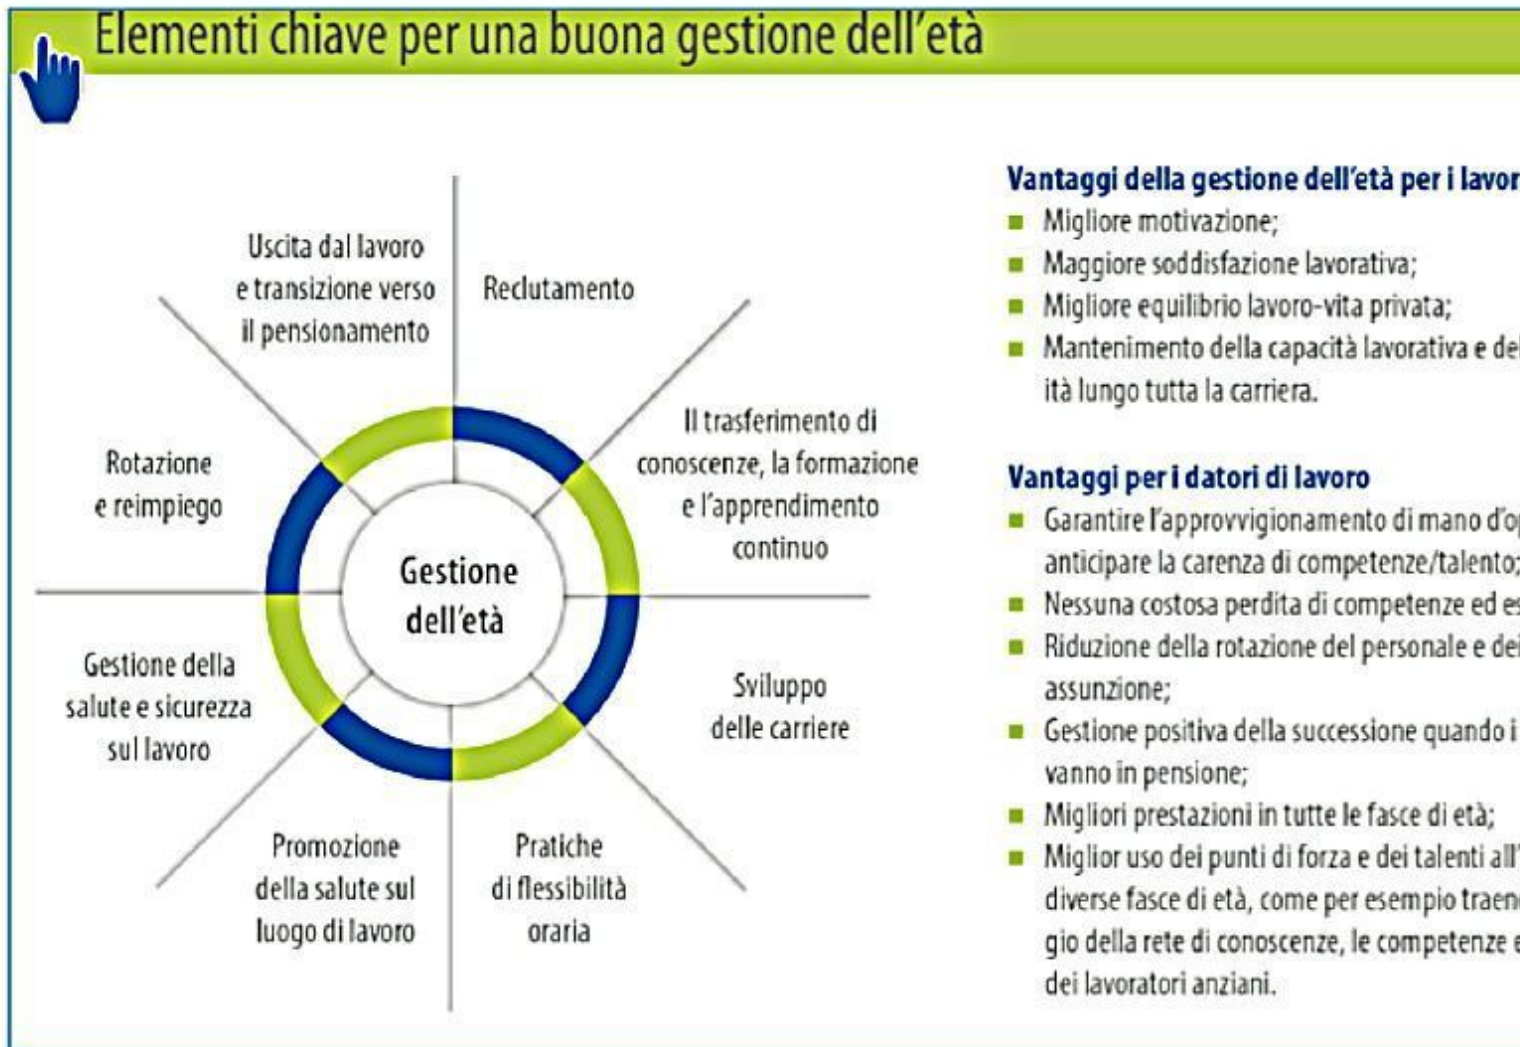 Elementi chiave per una buona gestione dell'età
Uscita dal lavoro
e transizione verso
il pensionamento
Reclutamento
Il trasferimento di
conoscenze, la formazione
e l'apprendimento
continuo
Sviluppo
delle carriere
Pratiche
di flessibilità
oraria
Promozione
della salute sul
luogo di lavoro
Gestione della
salute e sicurezza
sul lavoro
Rotazione
e reimpiego
Gestione
dell'età
Vantaggi della gestione dell'età per i
Migliore motivazione;
Maggiore soddisfazione lavorativa;
Migliore equilibrio lavoro-vita privata;
Mantenimento della capacità lavorativa e
ità lungo tutta la carriera.
Vantaggi per i datori di lavoro
Garantire l'approvvigionamento di mano
anticipare la carenza di competenze/talento;
Nessuna costosa perdita di competenze ed
Riduzione della rotazione del personale e dei
assunzione;
Gestione positiva della successione quando i
vanno in pensione;
Migliori prestazioni in tutte le fasce di età;
Miglior uso dei punti di forza e dei talenti all'
diverse fasce di età, come per esempio
gio della rete di conoscenze, le competenze e
dei lavoratori anziani.